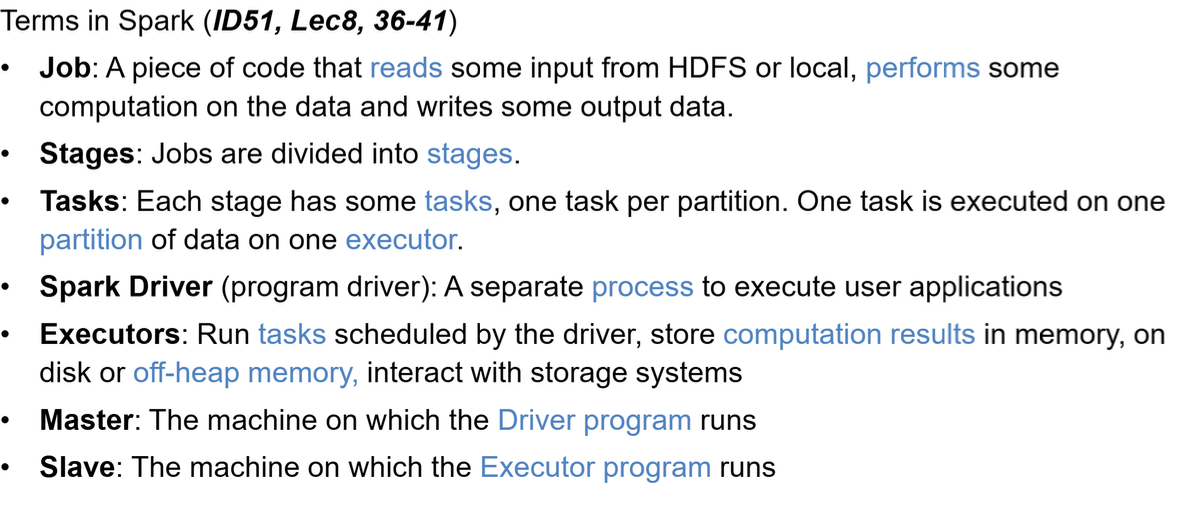 Terms in Spark (ID51, Lec8, 36-41)
• Job: A piece of code that reads some input from HDFS or local, performs some
computation on the data and writes some output data.
• Stages: Jobs are divided into stages.
• Tasks: Each stage has some tasks, one task per partition. One task is executed on one
partition of data on one executor.
• Spark Driver (program driver): A separate process to execute user applications
• Executors: Run tasks scheduled by the driver, store computation results in memory, on
disk or off-heap memory, interact with storage systems
• Master: The machine on which the Driver program runs
• Slave: The machine on which the Executor program runs